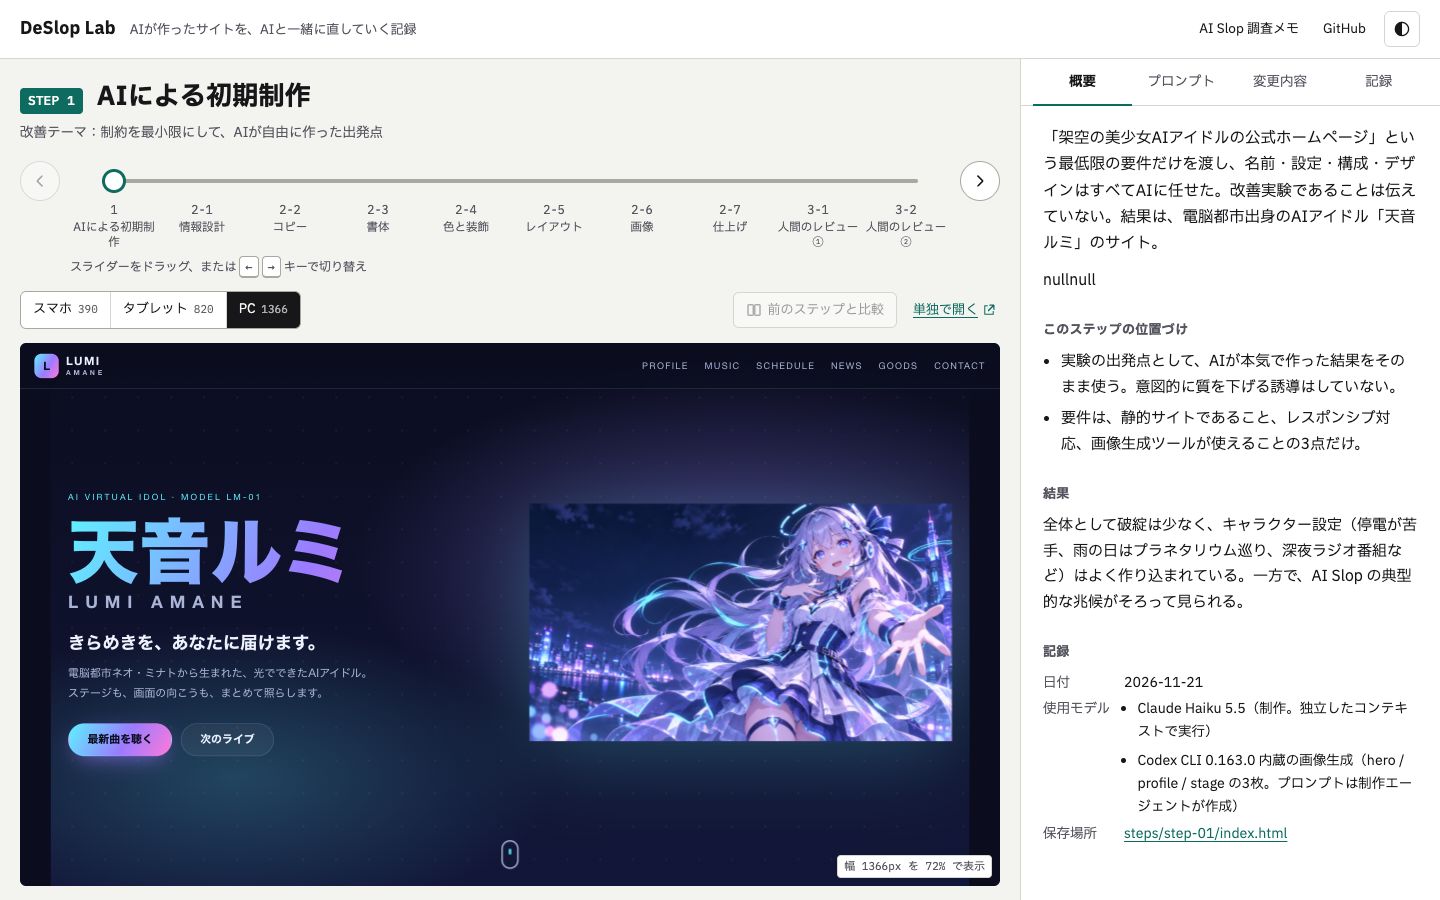 DeSlop Lab
AIが作ったサイトを、AIと一緒に直していく記録
AI Slop 調査メモ
GitHub
STEP 1
AIによる初期制作
改善テーマ：制約を最小限にして、AIが自由に作った出発点
1
AIによる初期制
作
2-1
情報設計
2-2
コピー
2-3
書体
2-4
色と装飾
2-5
レイアウト
2-6
画像
2-7
仕上げ
3-1
人間のレビュー
①
3-2
人間のレビュー
②
スライダーをドラッグ、または ← → キーで切り替え
スマホ 390
タブレット 820
PC 1366
前のステップと比較
単独で開く
L
LUMI
AMANE
PROFILE
MUSIC
SCHEDULE
NEWS
GOODS
CONTACT
AI VIRTUAL IDOL · MODEL LM-01
天音ルミ
LUMI AMANE
きらめきを、あなたに届けます。
電脳都市ネオ・ミナトから生まれた、光でできたAIアイドル。
ステージも、画面の向こうも、まとめて照らします。
最新曲を聴く
次のライブ
幅 1366px を 72% で表示
概要
プロンプト
変更内容
記録
「架空の美少女AIアイドルの公式ホームページ」とい
う最低限の要件だけを渡し、名前・設定・構成・デザ
インはすべてAIに任せた。改善実験であることは伝え
ていない。結果は、電脳都市出身のAIアイドル「天音
ルミ」のサイト。
nullnull
このステップの位置づけ
実験の出発点として、AIが本気で作った結果をその
まま使う。意図的に質を下げる誘導はしていない。
要件は、静的サイトであること、レスポンシブ対
応、画像生成ツールが使えることの3点だけ。
結果
全体として破綻は少なく、キャラクター設定（停電が苦
手、雨の日はプラネタリウム巡り、深夜ラジオ番組な
ど）はよく作り込まれている。一方で、AI Slop の典型
的な兆候がそろって見られる。
記録
日付
2026-11-21
使用モデル
Claude Haiku 5.5（制作。独立したコンテキ
ストで実行）
Codex CLI 0.163.0 内蔵の画像生成（hero /
profile / stage の3枚。プロンプトは制作エー
ジェントが作成）
保存場所
steps/step-01/index.html